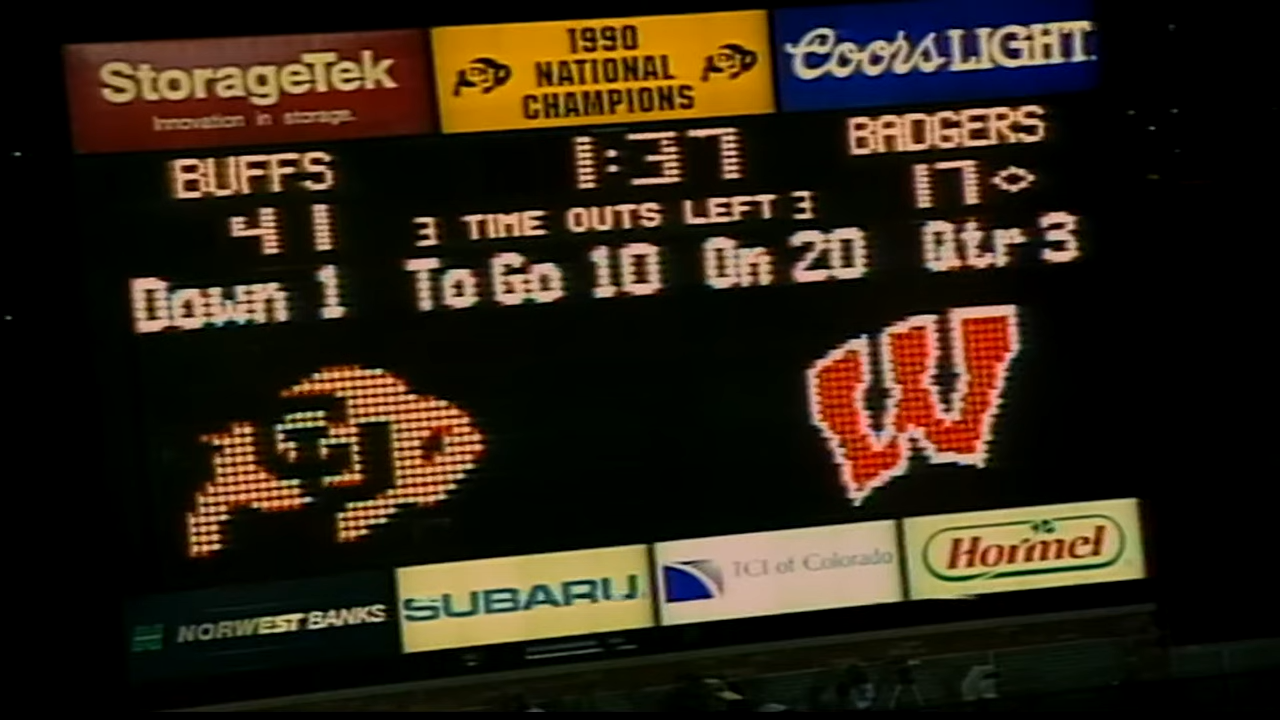 StorageTek
Innovation in storage.
1990
NATIONAL
CHAMPIONS
Coors LIGHT
BUFFS 1:37 BADGERS
41 17
3 TIME OUTS LEFT 3
Down 1 To Go 10 On 20 Qtr 3
CU
W
NORWEST BANKS
SUBARU
TCI of Colorado
Hormel